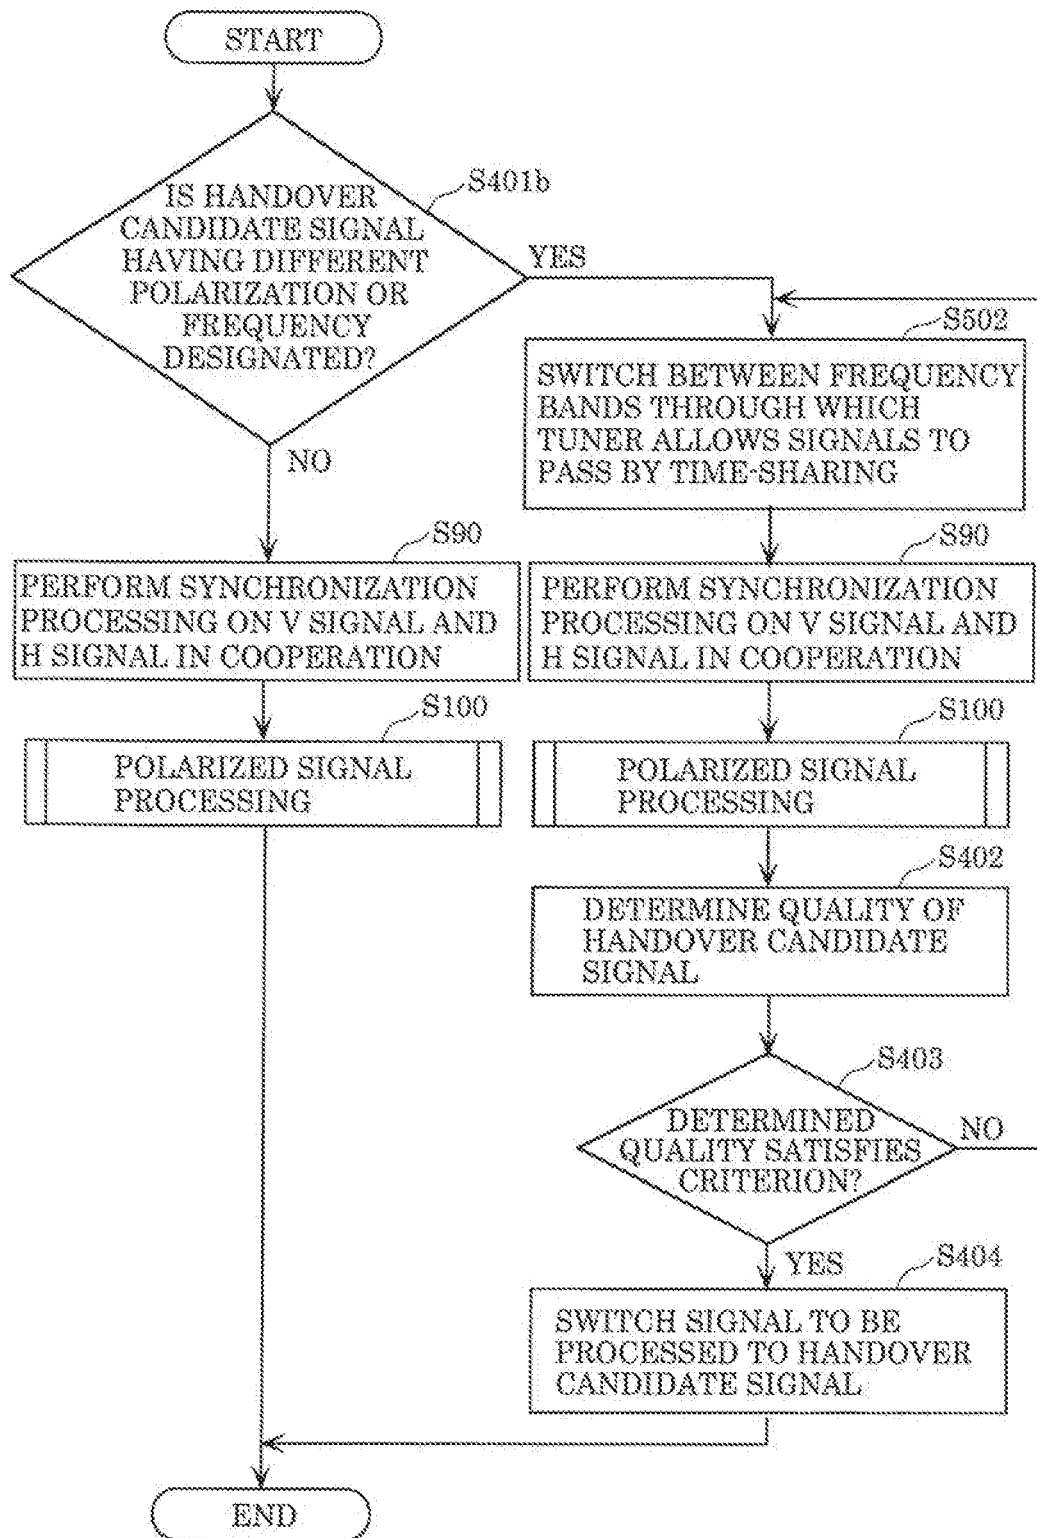 START
S401b
IS HANDOVER
CANDIDATE SIGNAL
HAVING DIFFERENT
POLARIZATION OR
FREQUENCY
DESIGNATED?
YES
NO
S502
SWITCH BETWEEN FREQUENCY
BANDS THROUGH WHICH
TUNER ALLOWS SIGNALS TO
PASS BY TIME-SHARING
S90
PERFORM SYNCHRONIZATION
PROCESSING ON V SIGNAL AND
H SIGNAL IN COOPERATION
S90
PERFORM SYNCHRONIZATION
PROCESSING ON V SIGNAL AND
H SIGNAL IN COOPERATION
S100
POLARIZED SIGNAL
PROCESSING
S100
POLARIZED SIGNAL
PROCESSING
S402
DETERMINE QUALITY OF
HANDOVER CANDIDATE
SIGNAL
S403
DETERMINED
QUALITY SATISFIES
CRITERION?
NO
YES
S404
SWITCH SIGNAL TO BE
PROCESSED TO HANDOVER
CANDIDATE SIGNAL
END